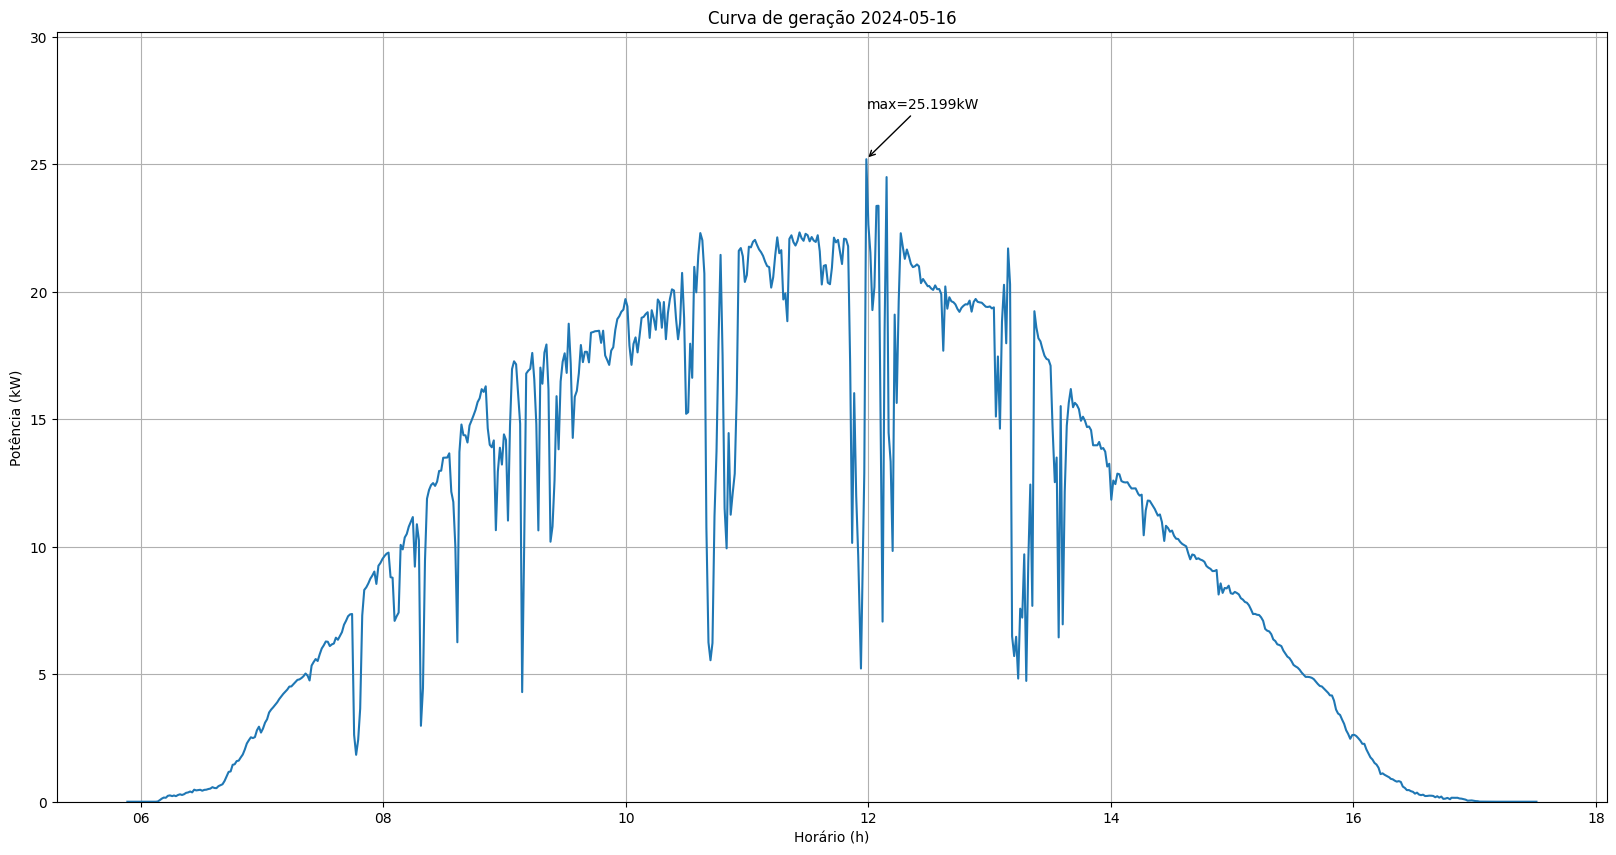 Curva de geração 2024-05-16
max=25.199kW
Potência (kW)
30
25
20
15
10
5
0
06 08 10 12 14 16 18
Horário (h)